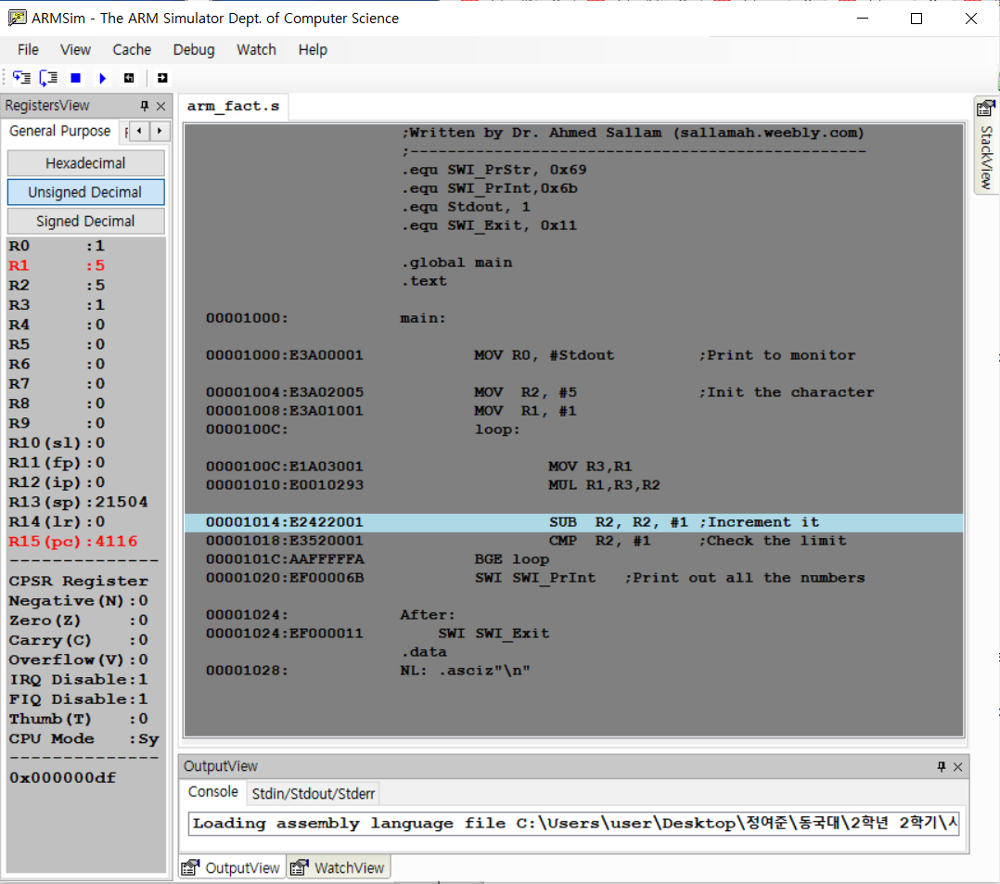 ARMSim - The ARM Simulator Dept. of Computer Science
File View Cache Debug Watch Help
RegistersView
General Purpose
Hexadecimal
Unsigned Decimal
Signed Decimal
R0 :1
R1 :5
R2 :5
R3 :1
R4 :0
R5 :0
R6 :0
R7 :0
R8 :0
R9 :0
R10(sl):0
R11(fp):0
R12(ip):0
R13(sp):21504
R14(lr):0
R15(pc):4116
--------------
CPSR Register
Negative(N):0
Zero(Z) :0
Carry(C) :0
Overflow(V):0
IRQ Disable:1
FIQ Disable:1
Thumb(T) :0
CPU Mode :Sy
--------------
0x000000df
arm_fact.s
;Written by Dr. Ahmed Sallam (sallamah.weebly.com)
;--------------------------------------------------
.equ SWI_PrStr, 0x69
.equ SWI_PrInt,0x6b
.equ Stdout, 1
.equ SWI_Exit, 0x11
.global main
.text
00001000: main:
00001000:E3A00001 MOV R0, #Stdout ;Print to monitor
00001004:E3A02005 MOV R2, #5 ;Init the character
00001008:E3A01001 MOV R1, #1
0000100C: loop:
0000100C:E1A03001 MOV R3,R1
00001010:E0010293 MUL R1,R3,R2
00001014:E2422001 SUB R2, R2, #1 ;Increment it
00001018:E3520001 CMP R2, #1 ;Check the limit
0000101C:AAFFFFFA BGE loop
00001020:EF00006B SWI SWI_PrInt ;Print out all the numbers
00001024: After:
00001024:EF000011 SWI SWI_Exit
.data
00001028: NL: .asciz"\n"
StackView
OutputView
Console Stdin/Stdout/Stderr
Loading assembly language file C:\Users\user\Desktop\정여준\동국대\2학년 2학기\
OutputView WatchView